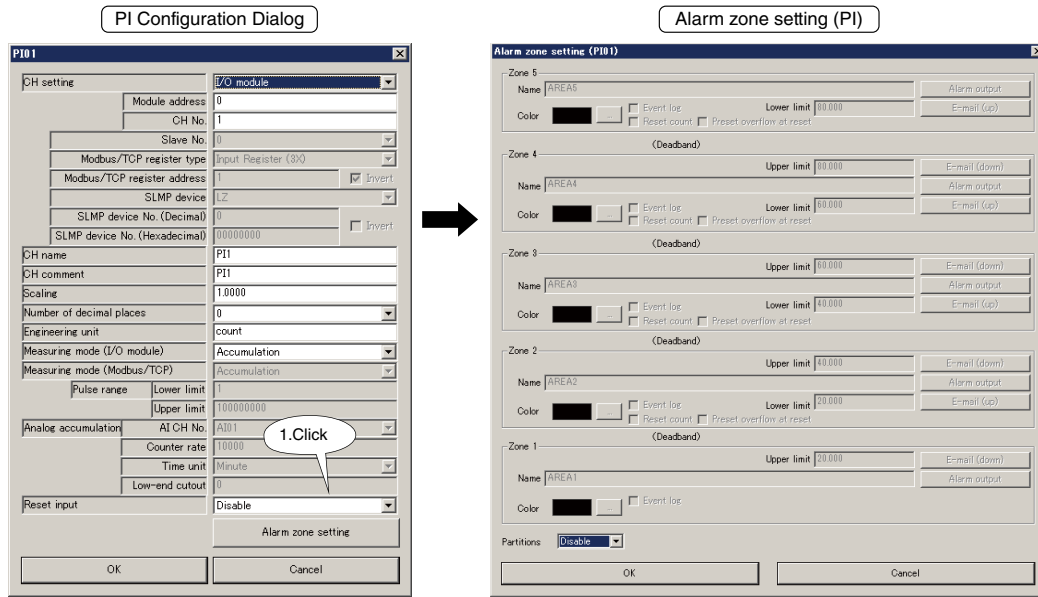 PI Configuration Dialog
PI01
CH setting I/O module
Module address 0
CH No. 1
Slave No. 0
Modbus/TCP register type Input Register (3X)
Modbus/TCP register address 1 Invert
SLMP device LZ
SLMP device No. (Decimal) 0
Invert
SLMP device No. (Hexadecimal) 00000000
CH name PI1
CH comment PI1
Scaling 1.0000
Number of decimal places 0
Engineering unit count
Measuring mode (I/O module) Accumulation
Measuring mode (Modbus/TCP) Accumulation
Pulse range Lower limit 1
Upper limit 100000000
Analog accumulation AI CH No. AI01
1.Click
Counter rate 10000
Time unit Minute
Low-end cutout 0
Reset input Disable
Alarm zone setting
OK Cancel
Alarm zone setting (PI)
Alarm zone setting (PI01)
Zone 5
Name AREA5 Alarm output
Color ... Event log Lower limit 80.000 E-mail (up)
Reset count Preset overflow at reset
(Deadband)
Zone 4
Upper limit 80.000 E-mail (down)
Name AREA4 Alarm output
Color ... Event log Lower limit 60.000 E-mail (up)
Reset count Preset overflow at reset
(Deadband)
Zone 3
Upper limit 60.000 E-mail (down)
Name AREA3 Alarm output
Color ... Event log Lower limit 40.000 E-mail (up)
Reset count Preset overflow at reset
(Deadband)
Zone 2
Upper limit 40.000 E-mail (down)
Name AREA2 Alarm output
Color ... Event log Lower limit 20.000 E-mail (up)
Reset count Preset overflow at reset
(Deadband)
Zone 1
Upper limit 20.000 E-mail (down)
Name AREA1 Alarm output
Color ... Event log
Partitions Disable
OK Cancel